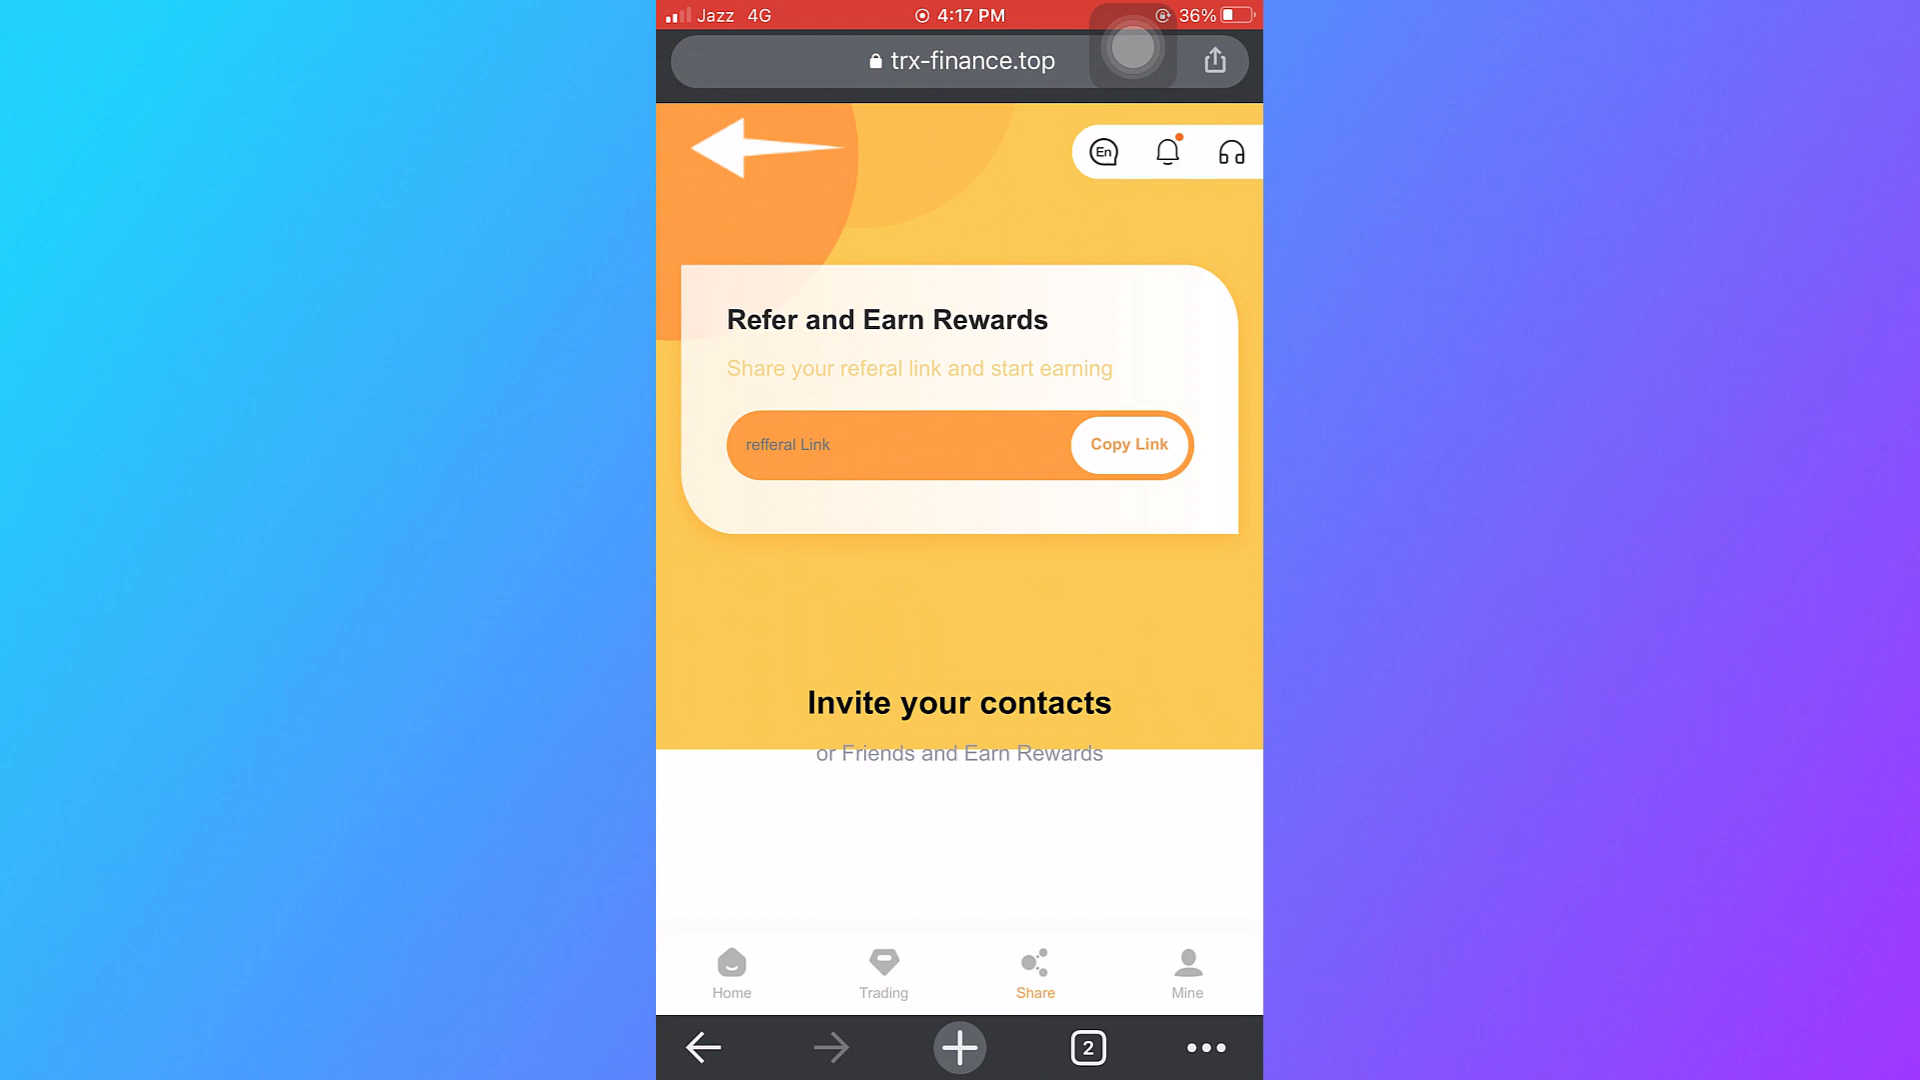 Jazz 4G 4:17 PM 36%
trx-finance.top
En
Refer and Earn Rewards
Share your referal link and start earning
refferal Link Copy Link
Invite your contacts
or Friends and Earn Rewards
Home Trading Share Mine
2